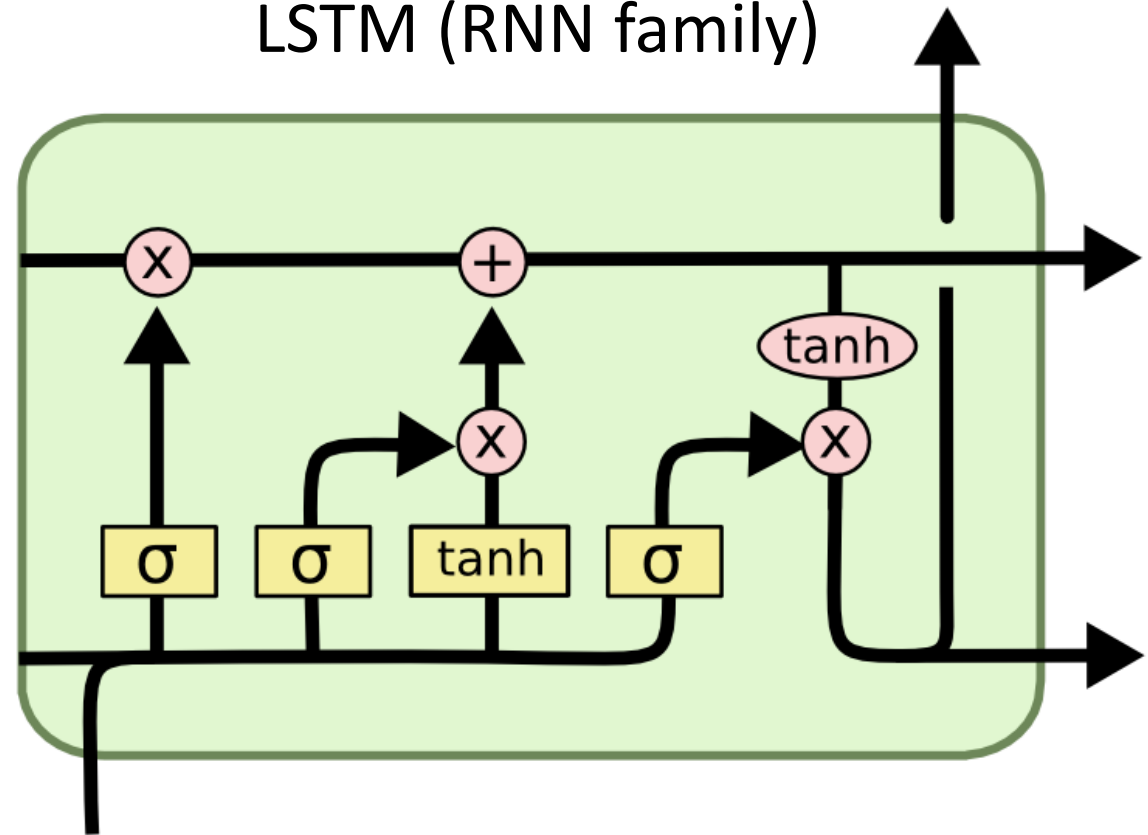 LSTM (RNN family)
x +
tanh
x x
σ σ tanh σ